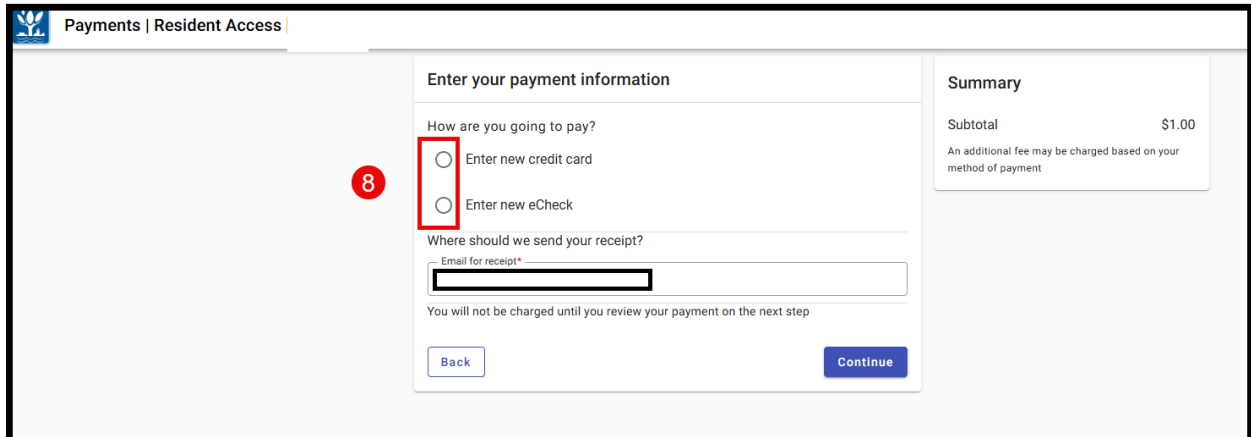 Payments | Resident Access
Enter your payment information
How are you going to pay?
8
Enter new credit card
Enter new eCheck
Where should we send your receipt?
Email for receipt*
You will not be charged until you review your payment on the next step
Back
Continue
Summary
Subtotal $1.00
An additional fee may be charged based on your
method of payment